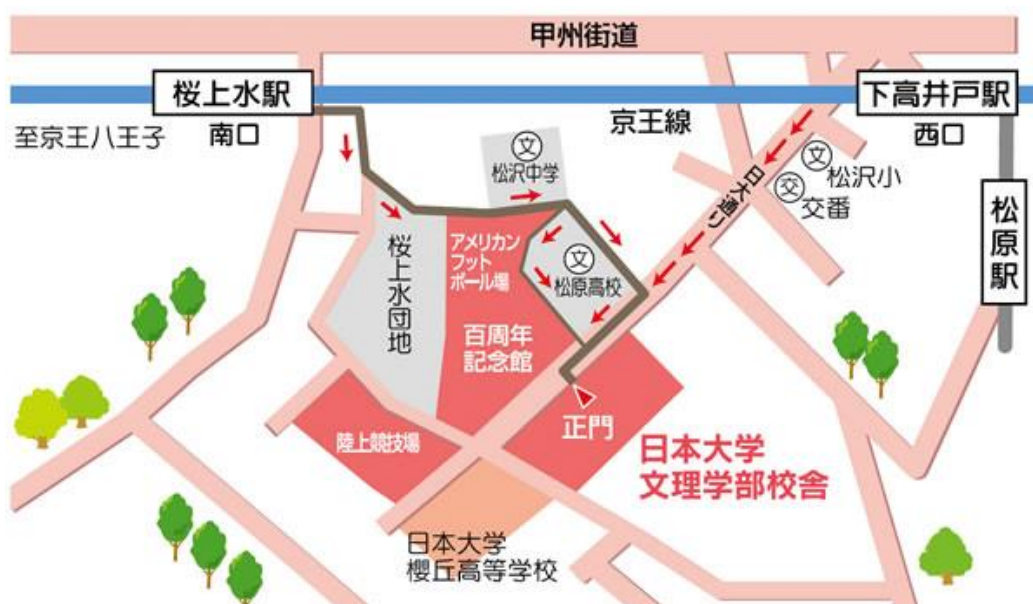 甲州街道
桜上水駅
下高井戸駅
至京王八王子
南口
京王線
西口
文
松沢中学
日大通り
文
松沢小
交
交番
松原駅
桜上水団地
アメリカン
フット
ボール場
文
松原高校
百周年
記念館
正門
陸上競技場
日本大学
文理学部校舎
日本大学
櫻丘高等学校